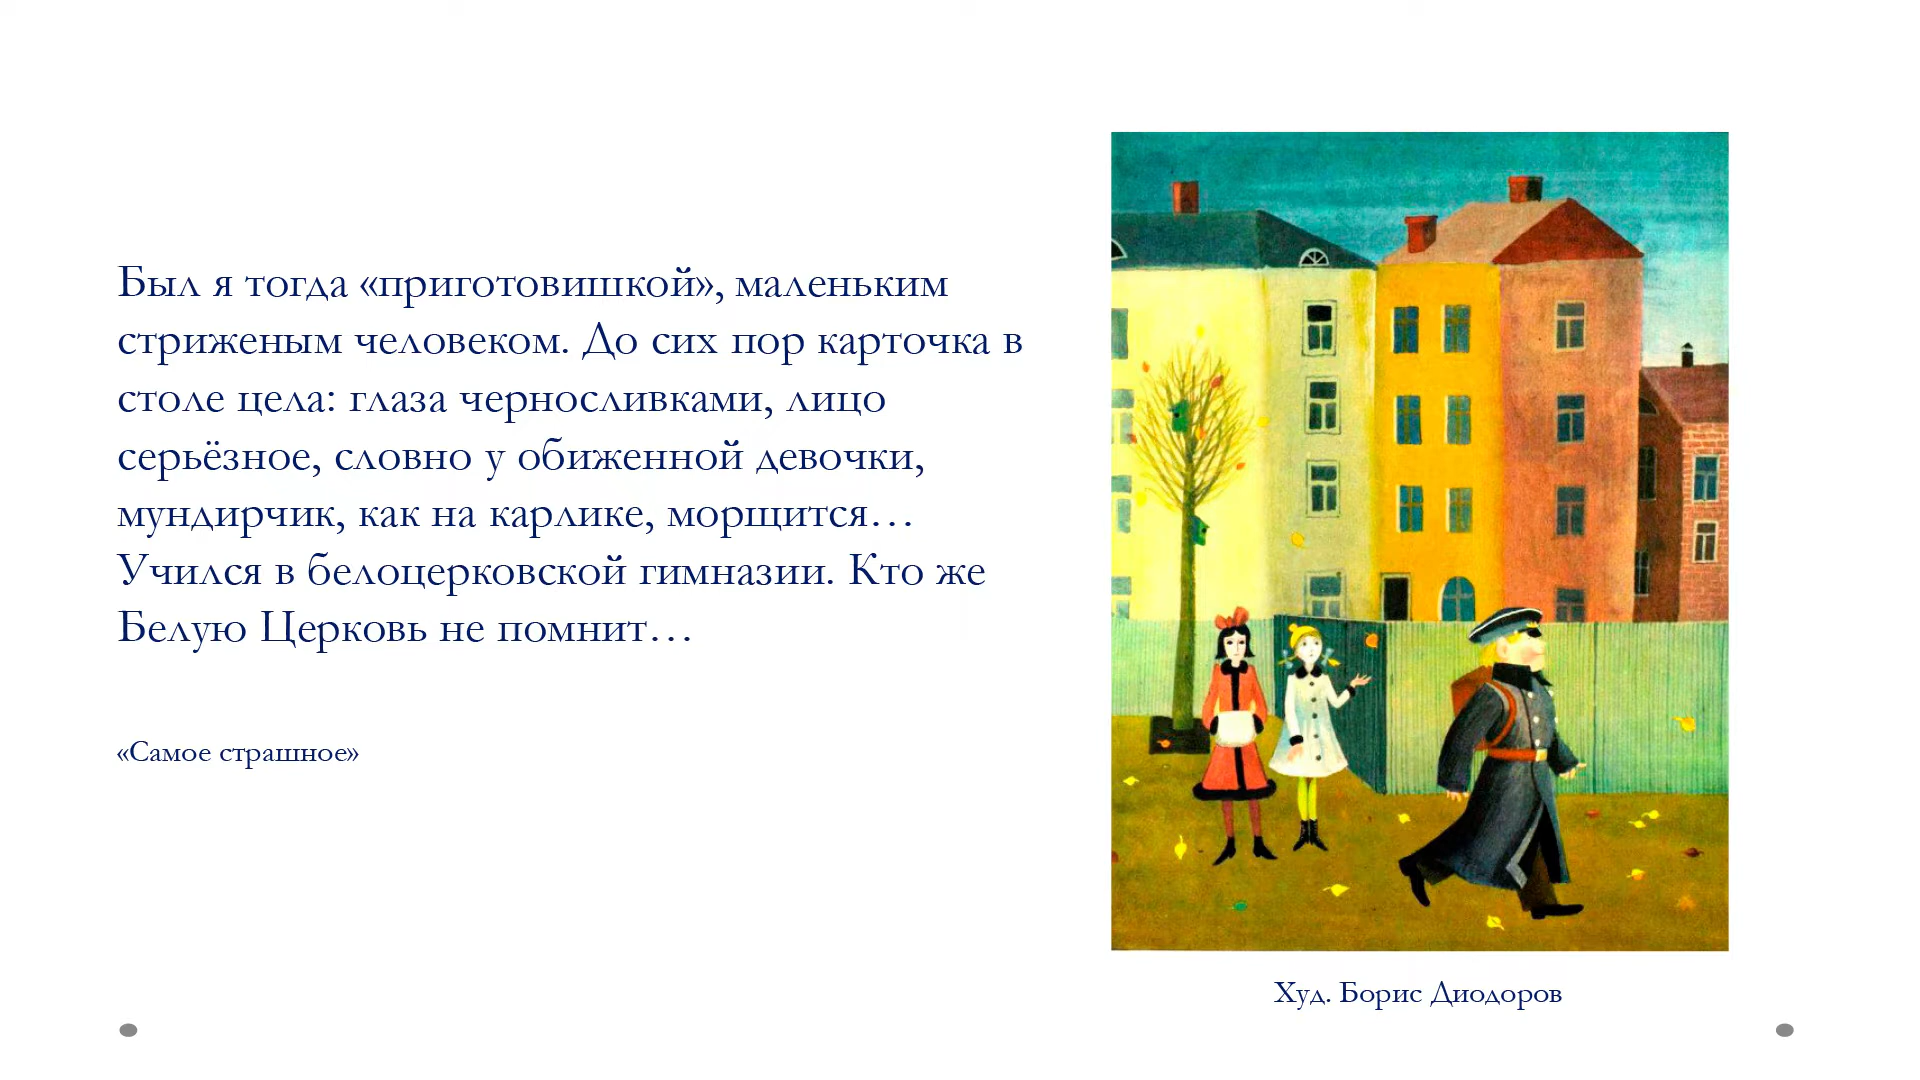 Был я тогда «приготовишкой», маленьким
стриженым человеком. До сих пор карточка в
столе цела: глаза черносливками, лицо
серьёзное, словно у обиженной девочки,
мундирчик, как на карлике, морщится…
Учился в белоцерковской гимназии. Кто же
Белую Церковь не помнит…
«Самое страшное»
Худ. Борис Диодоров